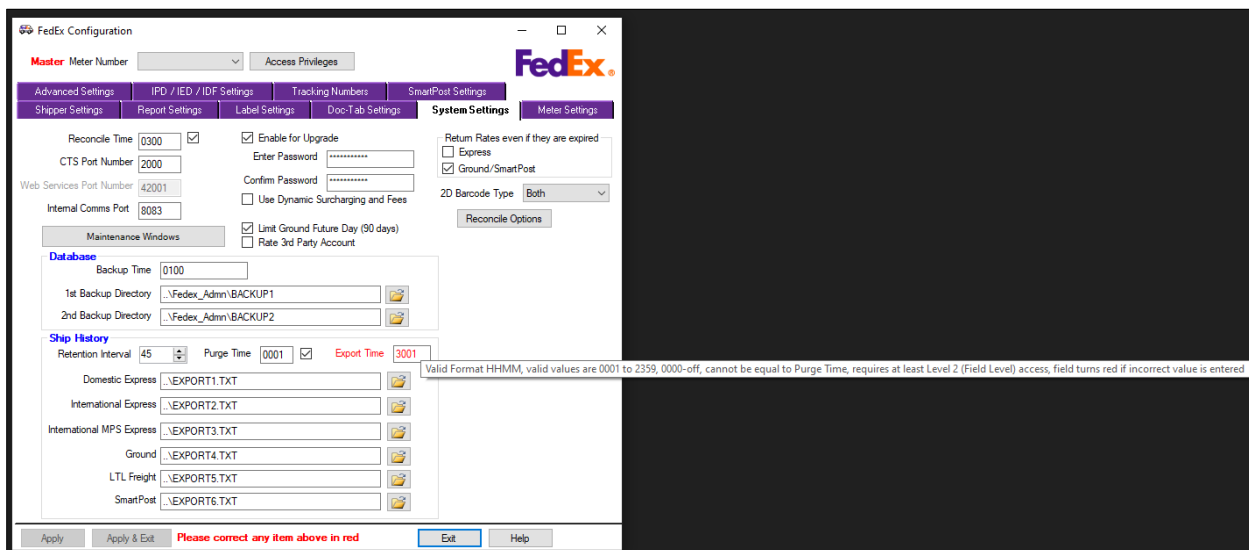 FedEx Configuration
Master Meter Number Access Privileges
FedEx®
Advanced Settings IPD / IED / IDF Settings Tracking Numbers SmartPost Settings
Shipper Settings Report Settings Label Settings Doc-Tab Settings System Settings Meter Settings
Reconcile Time 0300 Enable for Upgrade Return Rates even if they are expired
Enter Password *********** Express
CTS Port Number 2000 Ground/SmartPost
Web Services Port Number 42001 Confirm Password ***********
Use Dynamic Surcharging and Fees 2D Barcode Type Both
Internal Comms Port 8083
Reconcile Options
Maintenance Windows Limit Ground Future Day (90 days)
Rate 3rd Party Account
Database
Backup Time 0100
1st Backup Directory ..\Fedex_Admn\BACKUP1
2nd Backup Directory ..\Fedex_Admn\BACKUP2
Ship History
Retention Interval 45 Purge Time 0001 Export Time 3001
Valid Format HHMM, valid values are 0001 to 2359, 0000-off, cannot be equal to Purge Time, requires at least Level 2 (Field Level) access, field turns red if incorrect value is entered
Domestic Express ..\EXPORT1.TXT
International Express ..\EXPORT2.TXT
International MPS Express ..\EXPORT3.TXT
Ground ..\EXPORT4.TXT
LTL Freight ..\EXPORT5.TXT
SmartPost ..\EXPORT6.TXT
Apply Apply & Exit Please correct any item above in red Exit Help